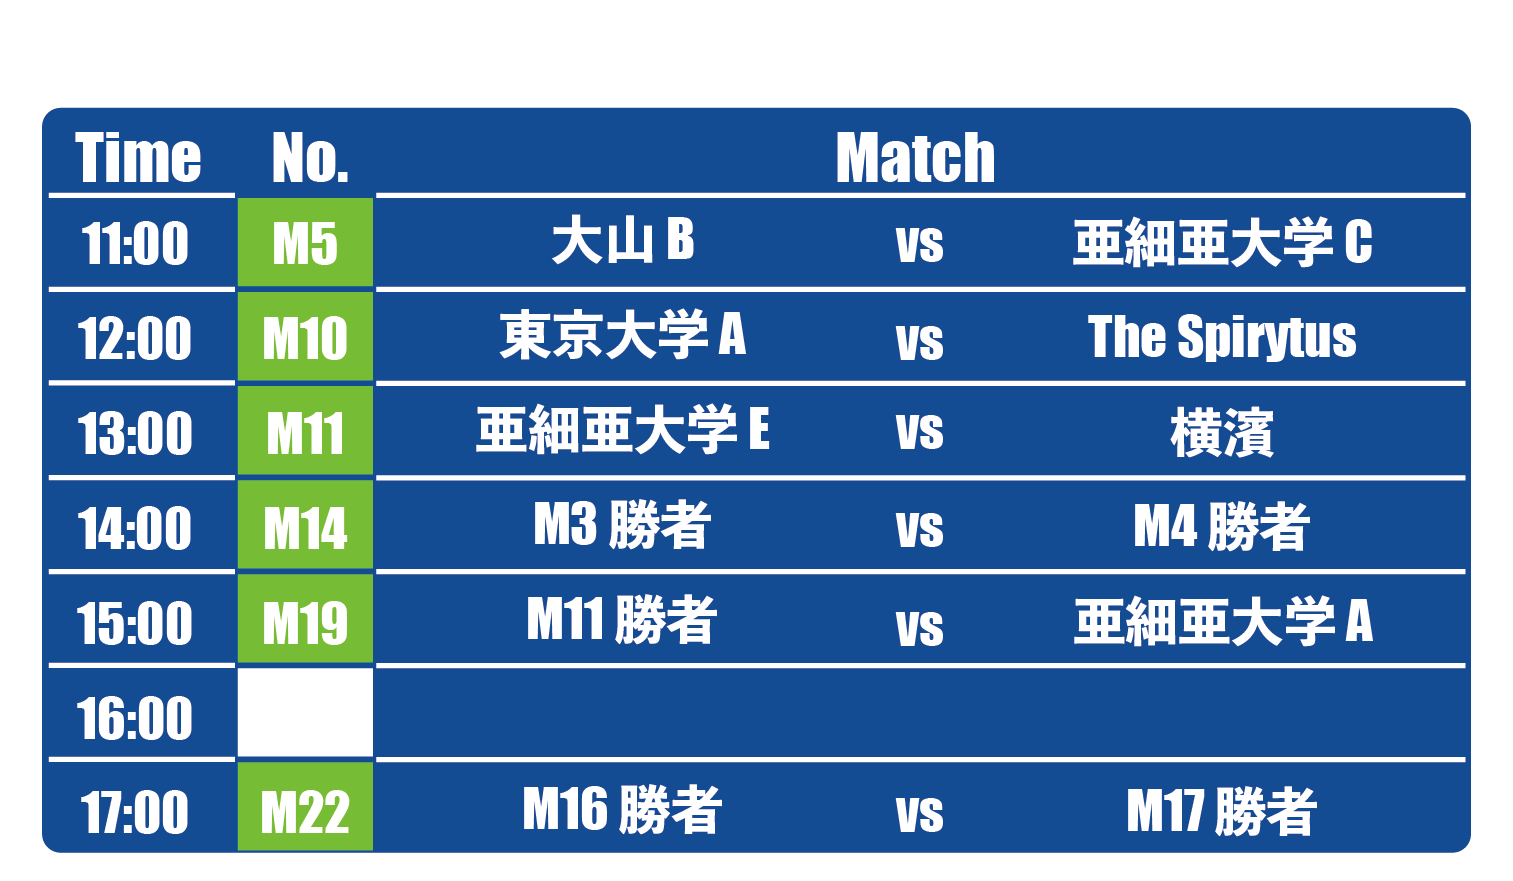 Time No. Match
11:00 M5 大山 B vs 亜細亜大学 C
12:00 M10 東京大学 A vs The Spirytus
13:00 M11 亜細亜大学 E vs 横濱
14:00 M14 M3 勝者 vs M4 勝者
15:00 M19 M11 勝者 vs 亜細亜大学 A
16:00
17:00 M22 M16 勝者 vs M17 勝者